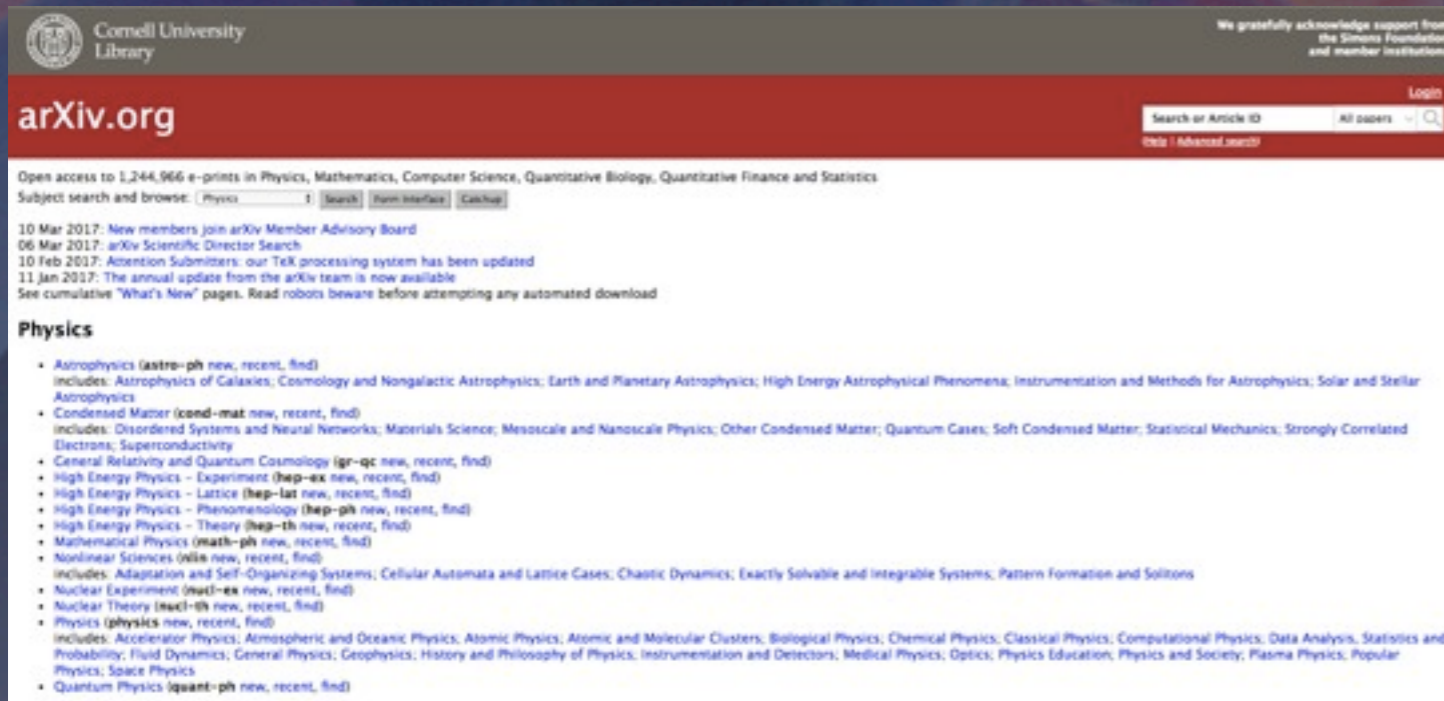 Cornell University
Library
We gratefully acknowledge support from
the Simons Foundation
and member institutions
arXiv.org
Login
Search or Article ID
All papers
(Help | Advanced search)
Open access to 1,244,966 e-prints in Physics, Mathematics, Computer Science, Quantitative Biology, Quantitative Finance and Statistics
Subject search and browse: Physics Search Form Interface Catchup
10 Mar 2017: New members join arXiv Member Advisory Board
06 Mar 2017: arXiv Scientific Director Search
10 Feb 2017: Attention Submitters: our TeX processing system has been updated
11 Jan 2017: The annual update from the arXiv team is now available
See cumulative "What's New" pages. Read robots beware before attempting any automated download
Physics
• Astrophysics (astro-ph new, recent, find)
includes: Astrophysics of Galaxies; Cosmology and Nongalactic Astrophysics; Earth and Planetary Astrophysics; High Energy Astrophysical Phenomena; Instrumentation and Methods for Astrophysics; Solar and Stellar
Astrophysics
• Condensed Matter (cond-mat new, recent, find)
includes: Disordered Systems and Neural Networks; Materials Science; Mesoscale and Nanoscale Physics; Other Condensed Matter; Quantum Gases; Soft Condensed Matter; Statistical Mechanics; Strongly Correlated
Electrons; Superconductivity
• General Relativity and Quantum Cosmology (gr-qc new, recent, find)
• High Energy Physics - Experiment (hep-ex new, recent, find)
• High Energy Physics - Lattice (hep-lat new, recent, find)
• High Energy Physics - Phenomenology (hep-ph new, recent, find)
• High Energy Physics - Theory (hep-th new, recent, find)
• Mathematical Physics (math-ph new, recent, find)
• Nonlinear Sciences (nlin new, recent, find)
includes: Adaptation and Self-Organizing Systems; Cellular Automata and Lattice Gases; Chaotic Dynamics; Exactly Solvable and Integrable Systems; Pattern Formation and Solitons
• Nuclear Experiment (nucl-ex new, recent, find)
• Nuclear Theory (nucl-th new, recent, find)
• Physics (physics new, recent, find)
includes: Accelerator Physics; Atmospheric and Oceanic Physics; Atomic Physics; Atomic and Molecular Clusters; Biological Physics; Chemical Physics; Classical Physics; Computational Physics; Data Analysis, Statistics and
Probability; Fluid Dynamics; General Physics; Geophysics; History and Philosophy of Physics; Instrumentation and Detectors; Medical Physics; Optics; Physics Education; Physics and Society; Plasma Physics; Popular
Physics; Space Physics
• Quantum Physics (quant-ph new, recent, find)